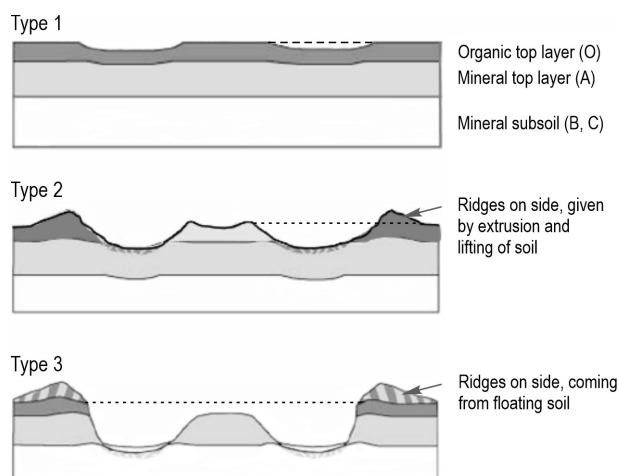 Type 1
Organic top layer (O)
Mineral top layer (A)
Mineral subsoil (B, C)
Type 2
Ridges on side, given
by extrusion and
lifting of soil
Type 3
Ridges on side, coming
from floating soil